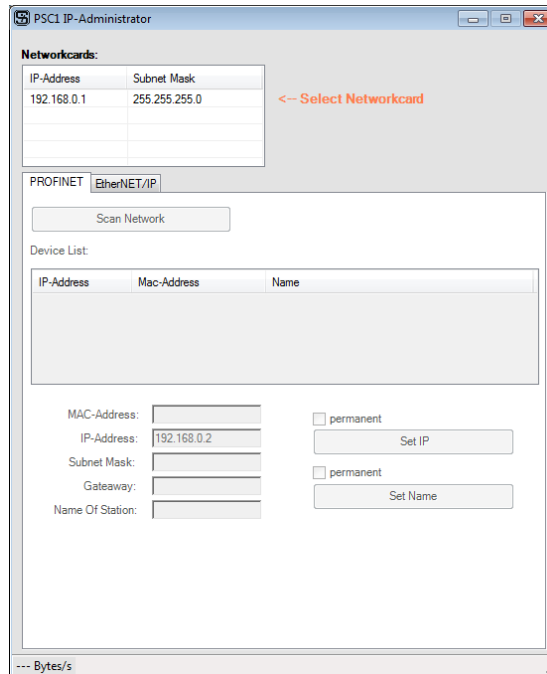 PSC1 IP-Administrator
Networkcards:
IP-Address Subnet Mask
192.168.0.1 255.255.255.0 <-- Select Networkcard
PROFINET EtherNET/IP
Scan Network
Device List:
IP-Address Mac-Address Name
MAC-Address:
permanent
IP-Address: 192.168.0.2 Set IP
Subnet Mask:
permanent
Gateaway:
Set Name
Name Of Station:
--- Bytes/s